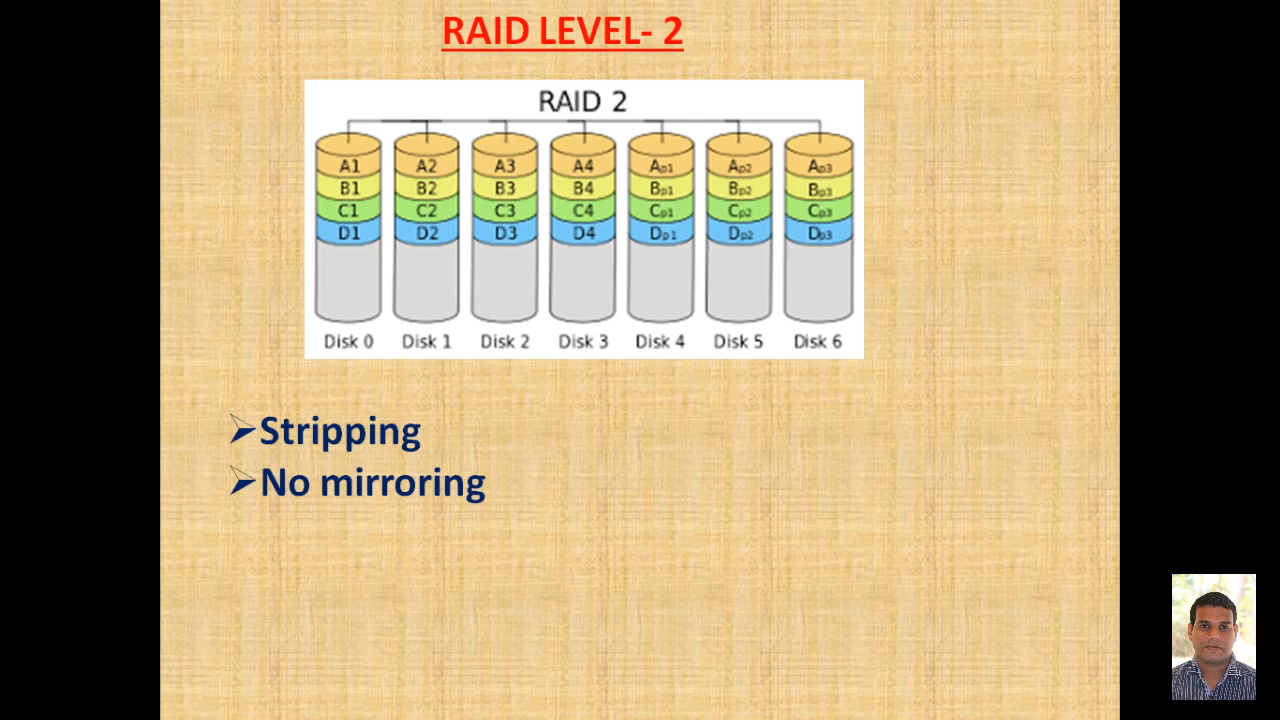 RAID LEVEL- 2
RAID 2
A1 A2 A3 A4 Ap1 Ap2 Ap3
B1 B2 B3 B4 Bp1 Bp2 Bp3
C1 C2 C3 C4 Cp1 Cp2 Cp3
D1 D2 D3 D4 Dp1 Dp2 Dp3
Disk 0 Disk 1 Disk 2 Disk 3 Disk 4 Disk 5 Disk 6
Stripping
No mirroring